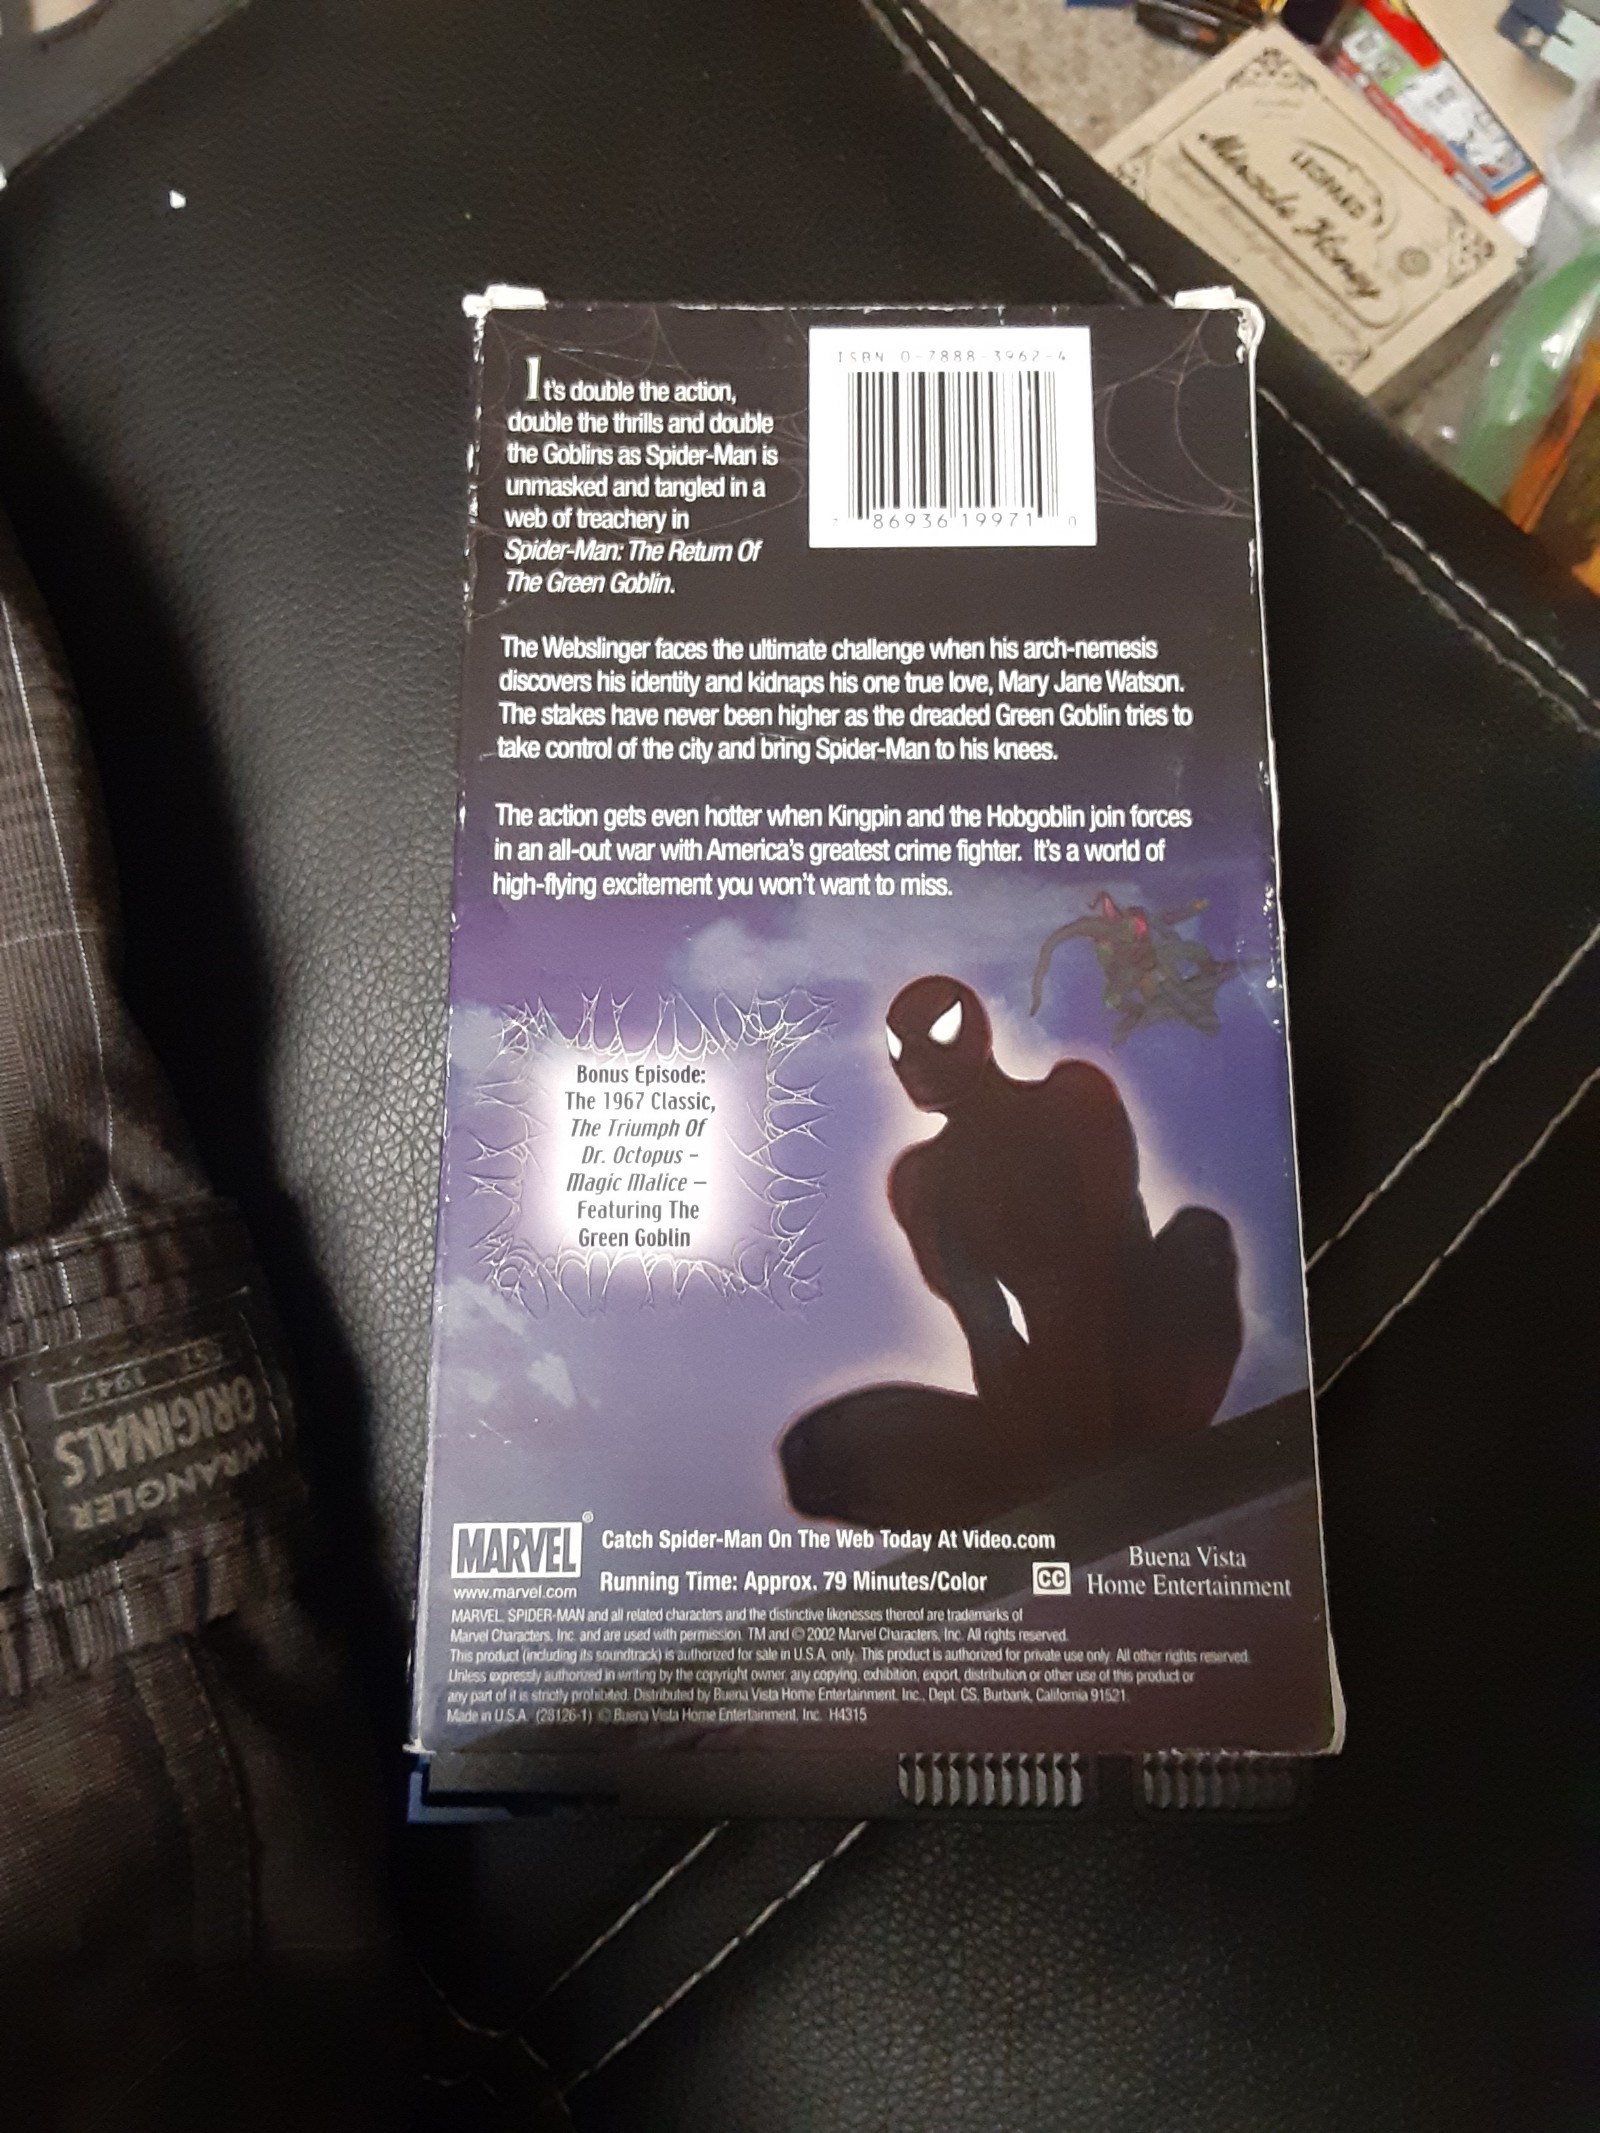 LEOPARD
Miracle Honey
ISBN 0-7888-3962-4
7 86936 19971 0
It's double the action,
double the thrills and double
the Goblins as Spider-Man is
unmasked and tangled in a
web of treachery in
Spider-Man: The Return Of
The Green Goblin.
The Webslinger faces the ultimate challenge when his arch-nemesis
discovers his identity and kidnaps his one true love, Mary Jane Watson.
The stakes have never been higher as the dreaded Green Goblin tries to
take control of the city and bring Spider-Man to his knees.
The action gets even hotter when Kingpin and the Hobgoblin join forces
in an all-out war with America's greatest crime fighter. It's a world of
high-flying excitement you won't want to miss.
Bonus Episode:
The 1967 Classic,
The Triumph Of
Dr. Octopus –
Magic Malice –
Featuring The
Green Goblin
WRANGLER
ORIGINALS
EST. 1947
MARVEL®
www.marvel.com
Catch Spider-Man On The Web Today At Video.com
Running Time: Approx. 79 Minutes/Color
CC
Buena Vista
Home Entertainment
MARVEL, SPIDER-MAN and all related characters and the distinctive likenesses thereof are trademarks of
Marvel Characters, Inc. and are used with permission. TM and © 2002 Marvel Characters, Inc. All rights reserved.
This product (including its soundtrack) is authorized for sale in U.S.A. only. This product is authorized for private use only. All other rights reserved.
Unless expressly authorized in writing by the copyright owner, any copying, exhibition, export, distribution or other use of this product or
any part of it is strictly prohibited. Distributed by Buena Vista Home Entertainment, Inc., Dept. CS, Burbank, California 91521.
Made in U.S.A. (28126-1) © Buena Vista Home Entertainment, Inc. H4315